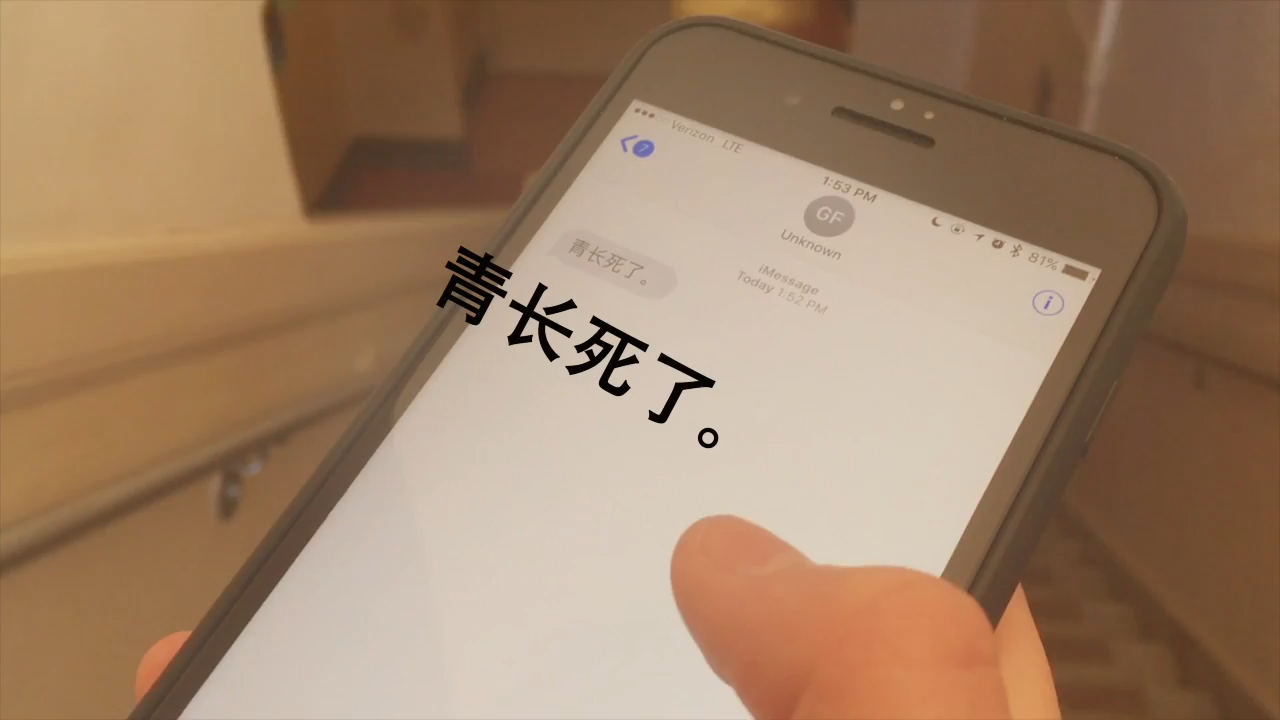 Verizon LTE
1:53 PM
81%
7
GF
Unknown
iMessage
Today 1:52 PM
青长死了。
青长死了。